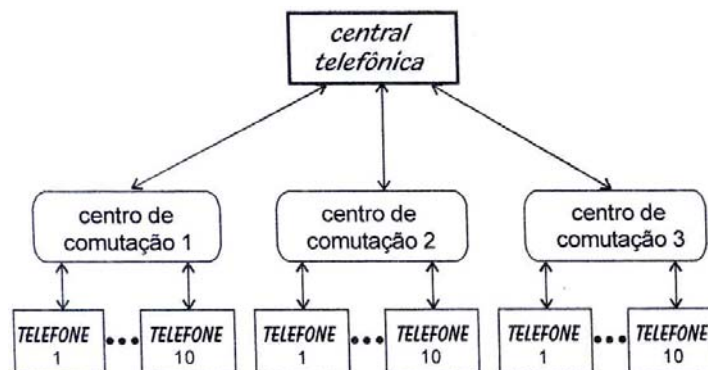 central
telefônica
centro de
comutação 1
centro de
comutação 2
centro de
comutação 3
TELEFONE
1
TELEFONE
10
TELEFONE
1
TELEFONE
10
TELEFONE
1
TELEFONE
10